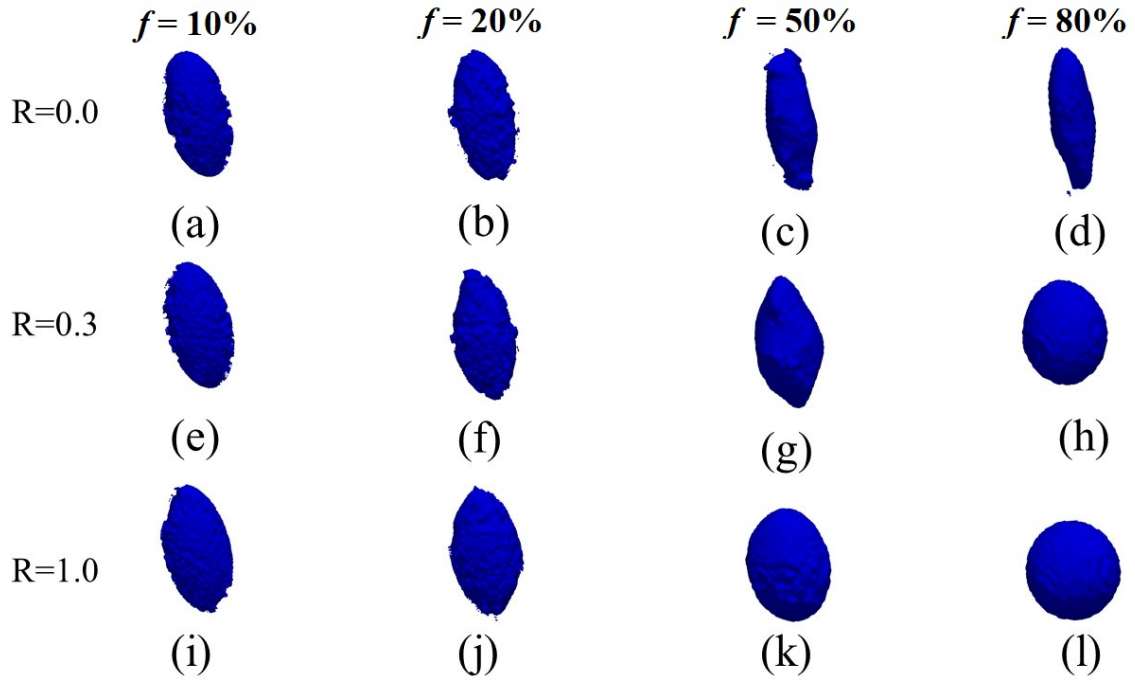 f = 10% f = 20% f = 50% f = 80%
R=0.0
(a) (b) (c) (d)
R=0.3
(e) (f) (g) (h)
R=1.0
(i) (j) (k) (l)